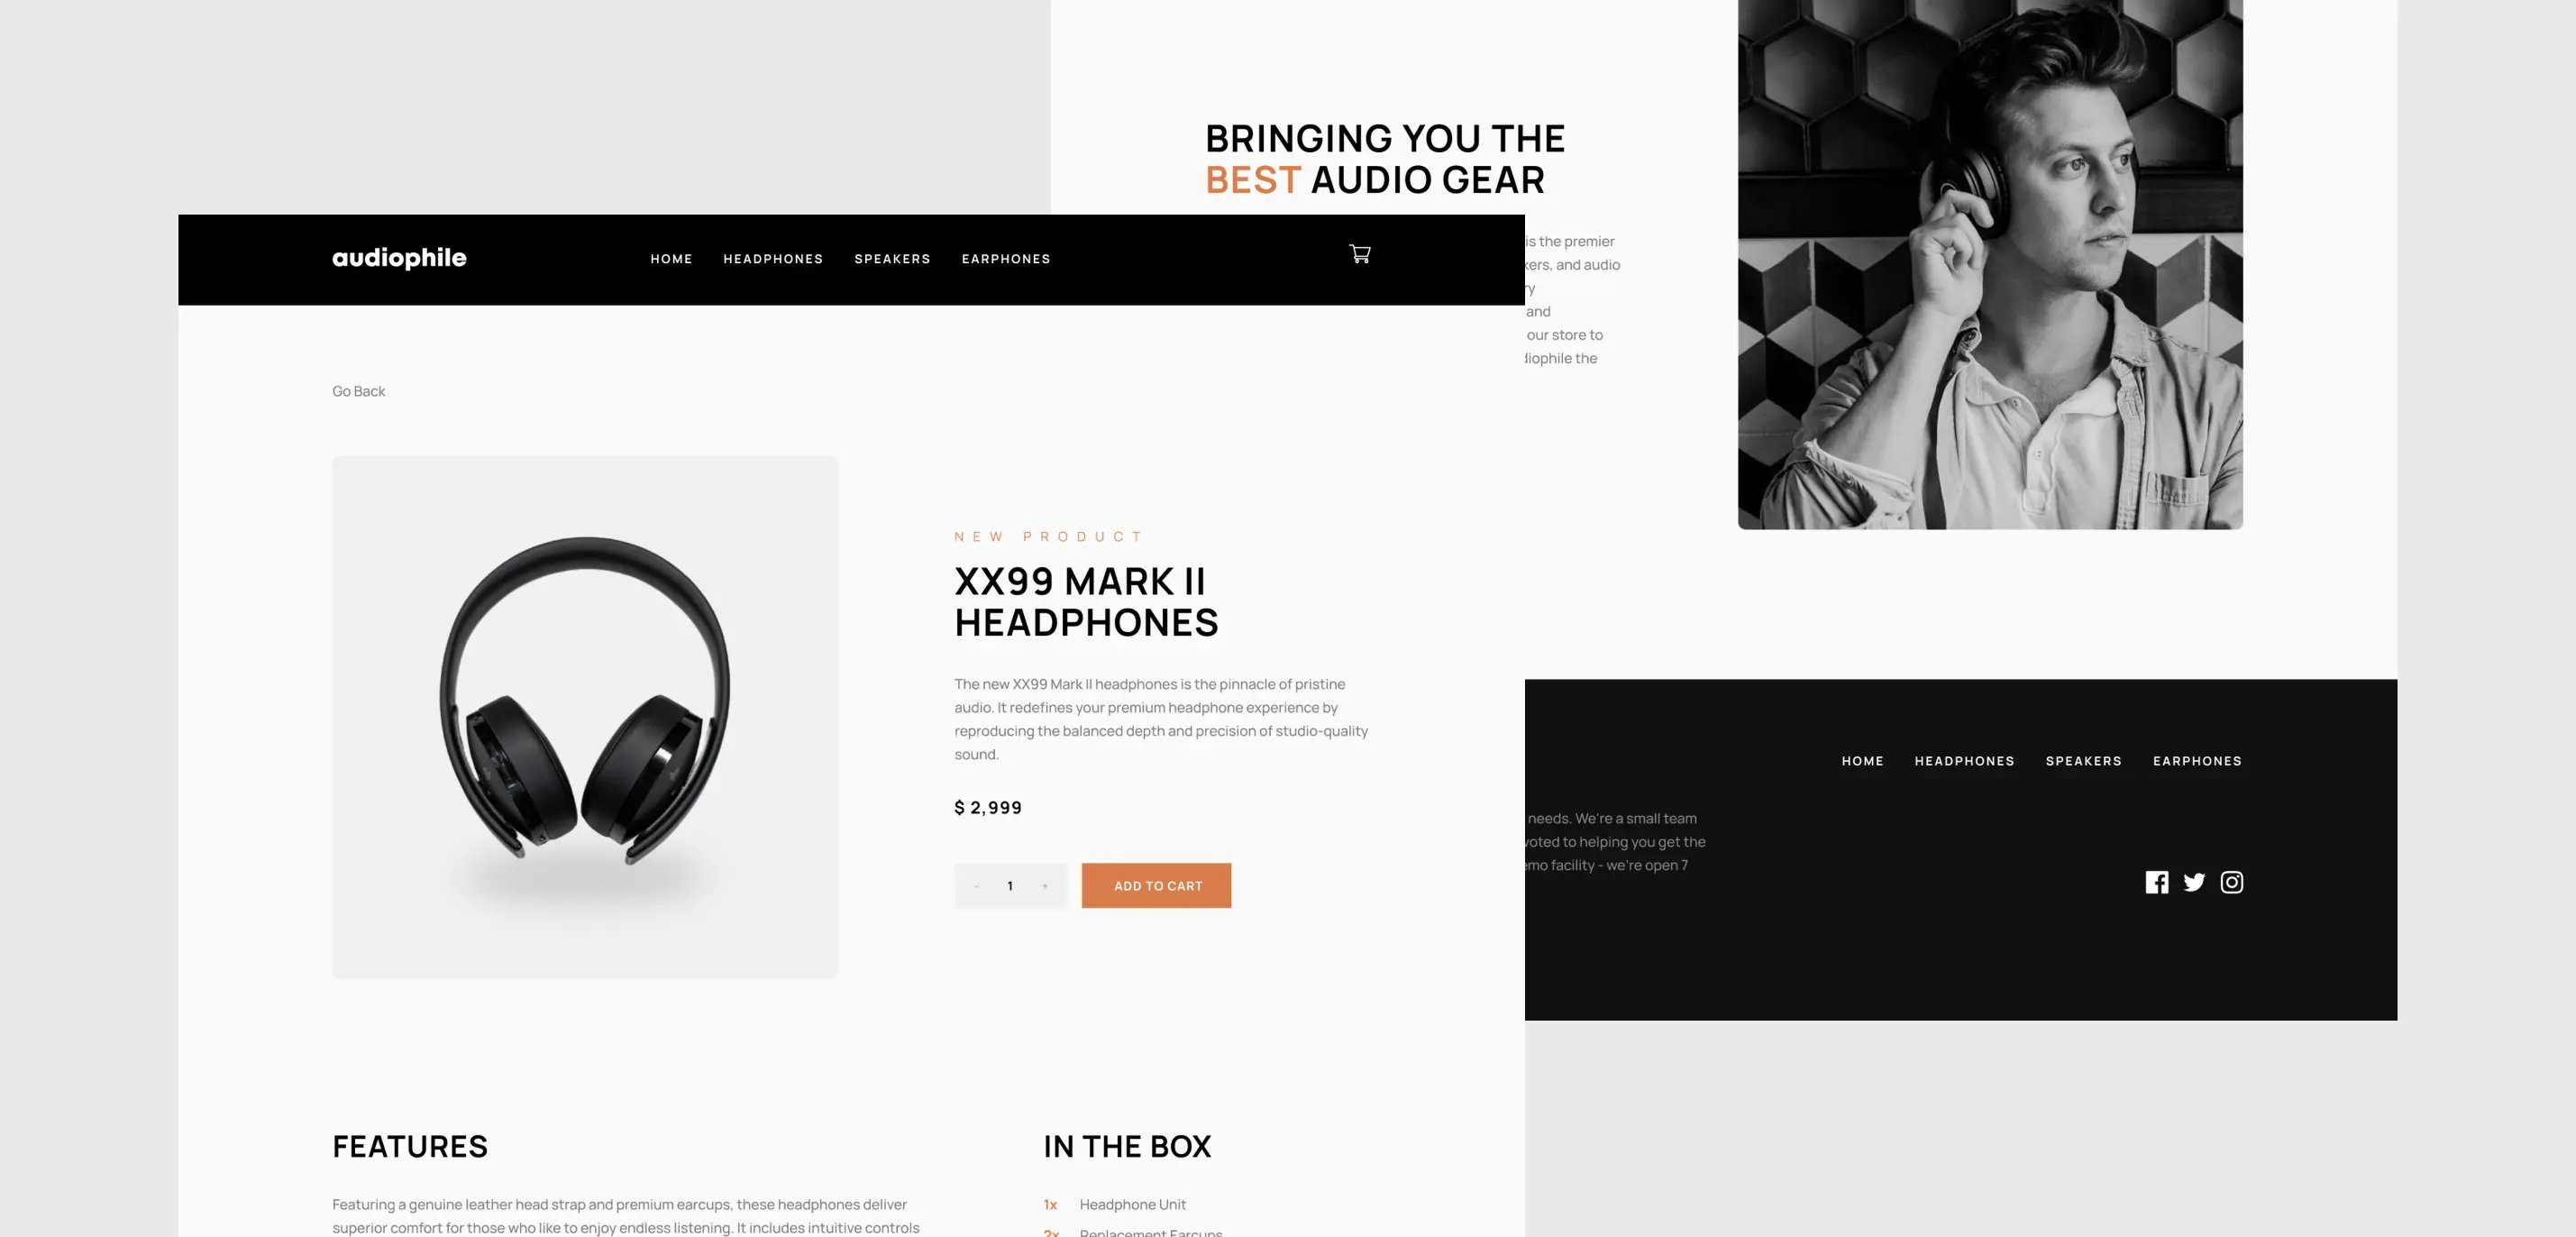 BRINGING YOU THE
BEST AUDIO GEAR
is the premier
and audio
and
our store to
the
audiophile
HOME HEADPHONES SPEAKERS EARPHONES
Go Back
NEW PRODUCT
XX99 MARK II
HEADPHONES
The new XX99 Mark II headphones is the pinnacle of pristine
audio. It redefines your premium headphone experience by
reproducing the balanced depth and precision of studio-quality
sound.
$ 2,999
- 1 +
ADD TO CART
FEATURES
Featuring a genuine leather head strap and premium earcups, these headphones deliver
superior comfort for those who like to enjoy endless listening. It includes intuitive controls
IN THE BOX
1x Headphone Unit
2x Replacement Earcups
HOME HEADPHONES SPEAKERS EARPHONES
needs. We're a small team
to helping you get the
facility - we're open 7